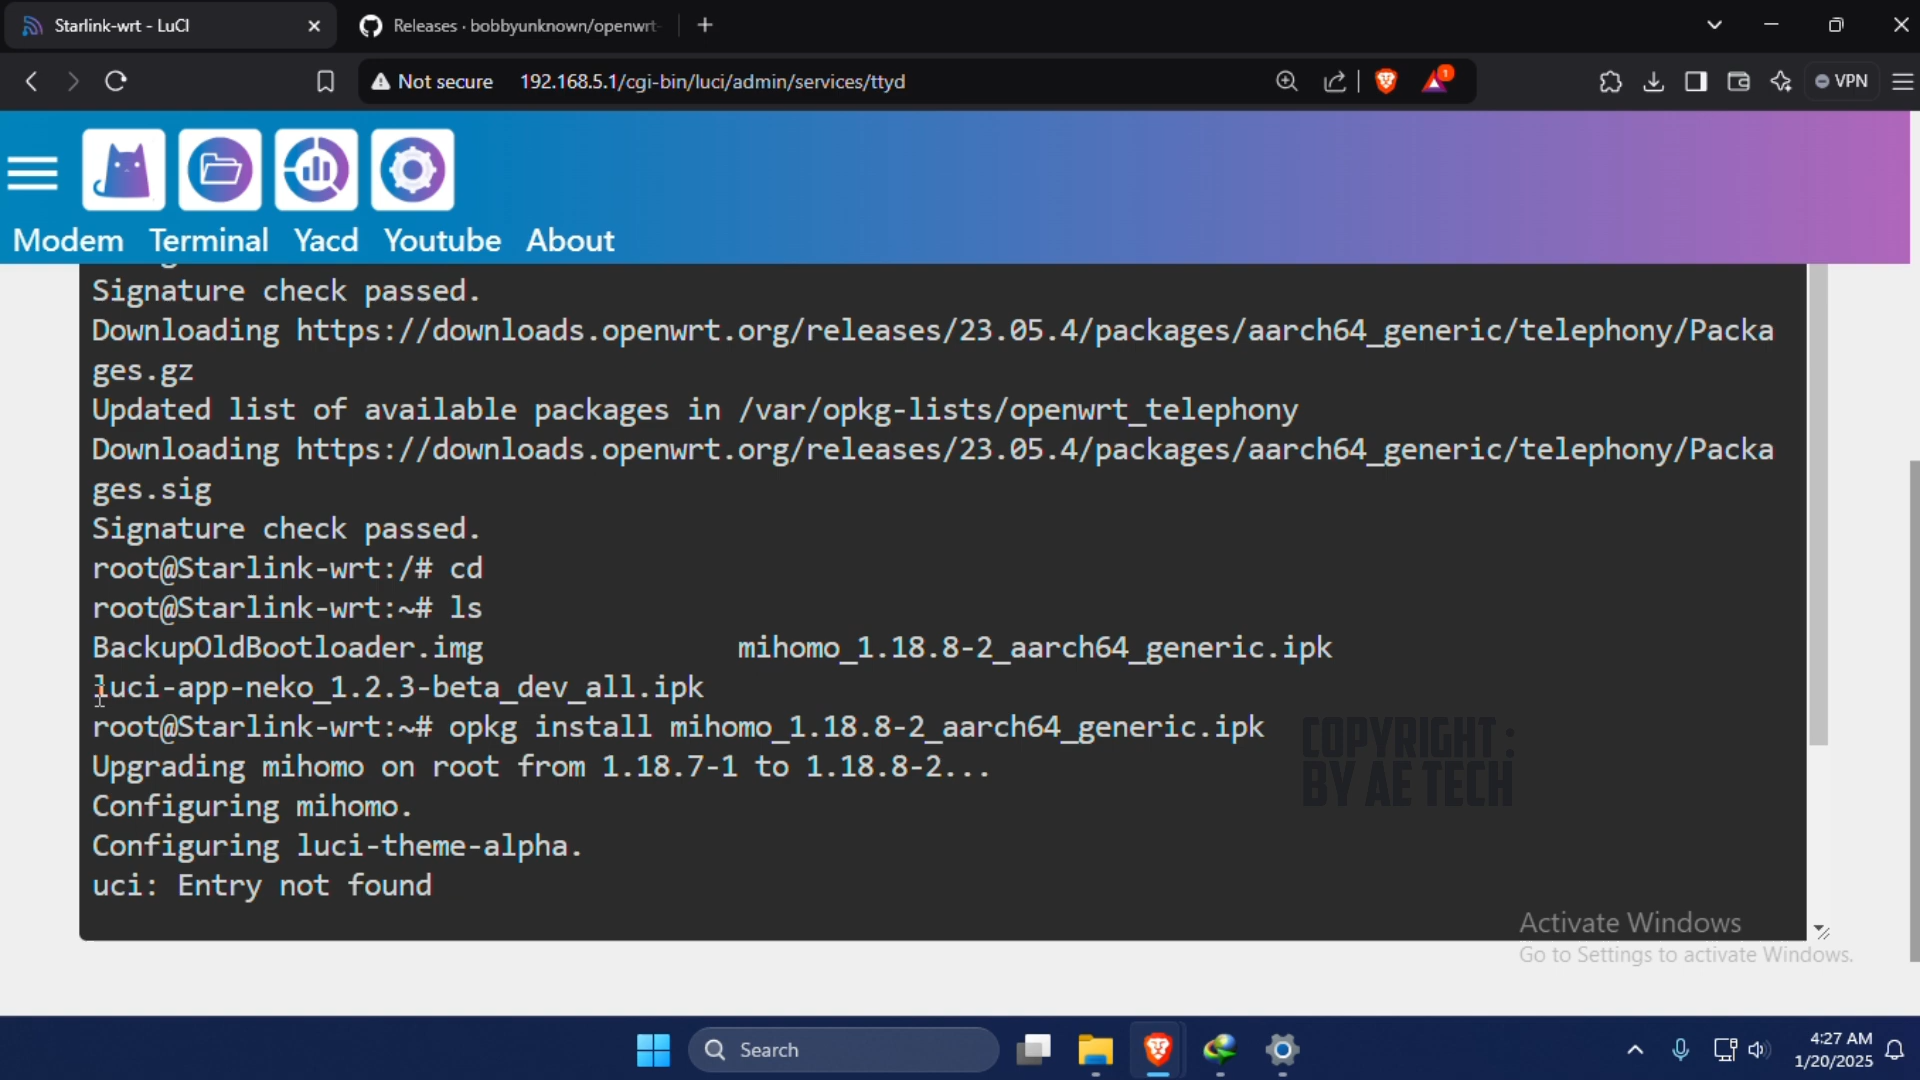 Starlink-wrt - LuCI
Releases · bobbyunknown/openwrt-
Not secure 192.168.5.1/cgi-bin/luci/admin/services/ttyd
1
VPN
Modem Terminal Yacd Youtube About
Signature check passed.
Downloading https://downloads.openwrt.org/releases/23.05.4/packages/aarch64_generic/telephony/Packa
ges.gz
Updated list of available packages in /var/opkg-lists/openwrt_telephony
Downloading https://downloads.openwrt.org/releases/23.05.4/packages/aarch64_generic/telephony/Packa
ges.sig
Signature check passed.
root@Starlink-wrt:/# cd
root@Starlink-wrt:~# ls
BackupOldBootloader.img mihomo_1.18.8-2_aarch64_generic.ipk
luci-app-neko_1.2.3-beta_dev_all.ipk
root@Starlink-wrt:~# opkg install mihomo_1.18.8-2_aarch64_generic.ipk
Upgrading mihomo on root from 1.18.7-1 to 1.18.8-2...
Configuring mihomo.
Configuring luci-theme-alpha.
uci: Entry not found
COPYRIGHT :
BY AE TECH
Activate Windows
Go to Settings to activate Windows.
Search
4:27 AM
1/20/2025